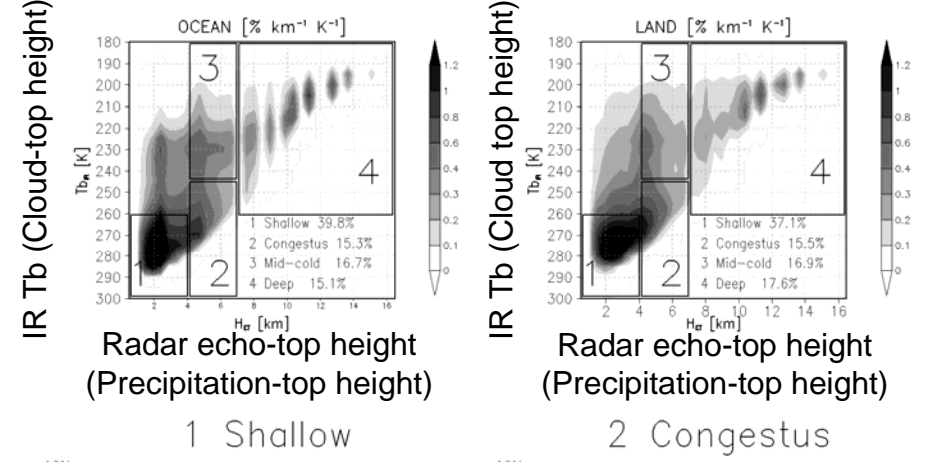 OCEAN [% km⁻¹ K⁻¹]
IR Tb (Cloud-top height)
Tb_IR [K]
180
190
200
210
220
230
240
250
260
270
280
290
300
3
4
1
2
1 Shallow 39.8%
2 Congestus 15.3%
3 Mid-cold 16.7%
4 Deep 15.1%
2 4 6 8 10 12 14 16
H_ET [km]
1.2
1
0.8
0.6
0.4
0.3
0.2
0.1
0
Radar echo-top height
(Precipitation-top height)
LAND [% km⁻¹ K⁻¹]
IR Tb (Cloud top height)
Tb_IR [K]
180
190
200
210
220
230
240
250
260
270
280
290
300
3
4
1
2
1 Shallow 37.1%
2 Congestus 15.5%
3 Mid-cold 16.9%
4 Deep 17.6%
2 4 6 8 10 12 14 16
H_ET [km]
1.2
1
0.8
0.6
0.4
0.3
0.2
0.1
0
Radar echo-top height
(Precipitation-top height)
1 Shallow
2 Congestus